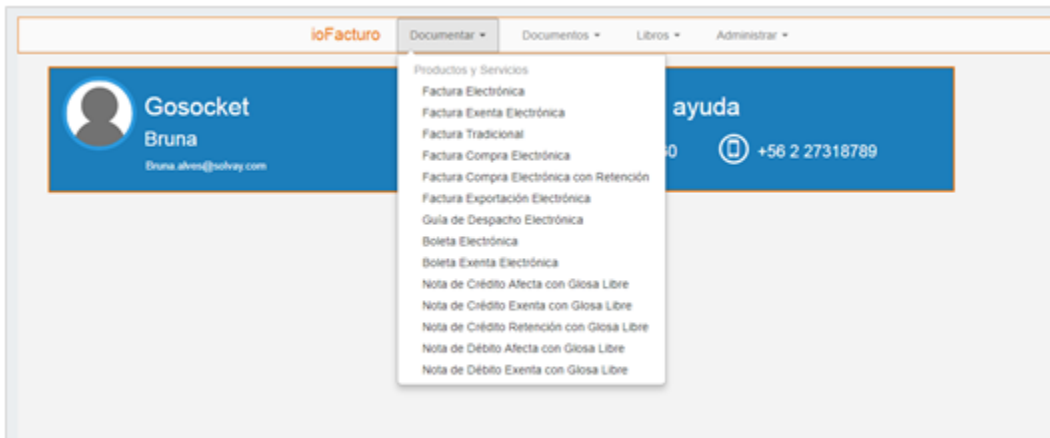 ioFacturo Documentar Documentos Libros Administrar
Productos y Servicios
Factura Electrónica
Factura Exenta Electrónica
Factura Tradicional
Factura Compra Electrónica
Factura Compra Electrónica con Retención
Factura Exportación Electrónica
Guía de Despacho Electrónica
Boleta Electrónica
Boleta Exenta Electrónica
Nota de Crédito Afecta con Glosa Libre
Nota de Crédito Exenta con Glosa Libre
Nota de Crédito Retención con Glosa Libre
Nota de Débito Afecta con Glosa Libre
Nota de Débito Exenta con Glosa Libre
Gosocket
Bruna
Bruna.alves@solvay.com
ayuda
+56 2 27318789